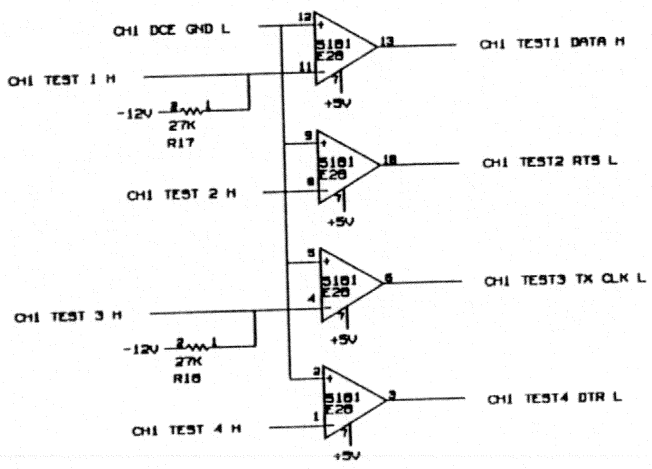 CH1 DCE GND L
12
+
5181
E28
13
CH1 TEST1 DATA H
CH1 TEST 1 H
11
−
7
+5V
-12V
2
1
27K
R17
9
+
5181
E28
10
CH1 TEST2 RTS L
CH1 TEST 2 H
8
−
7
+5V
5
+
5181
E28
6
CH1 TEST3 TX CLK L
CH1 TEST 3 H
4
−
7
+5V
-12V
2
1
27K
R18
2
+
5181
E28
3
CH1 TEST4 DTR L
CH1 TEST 4 H
1
−
7
+5V